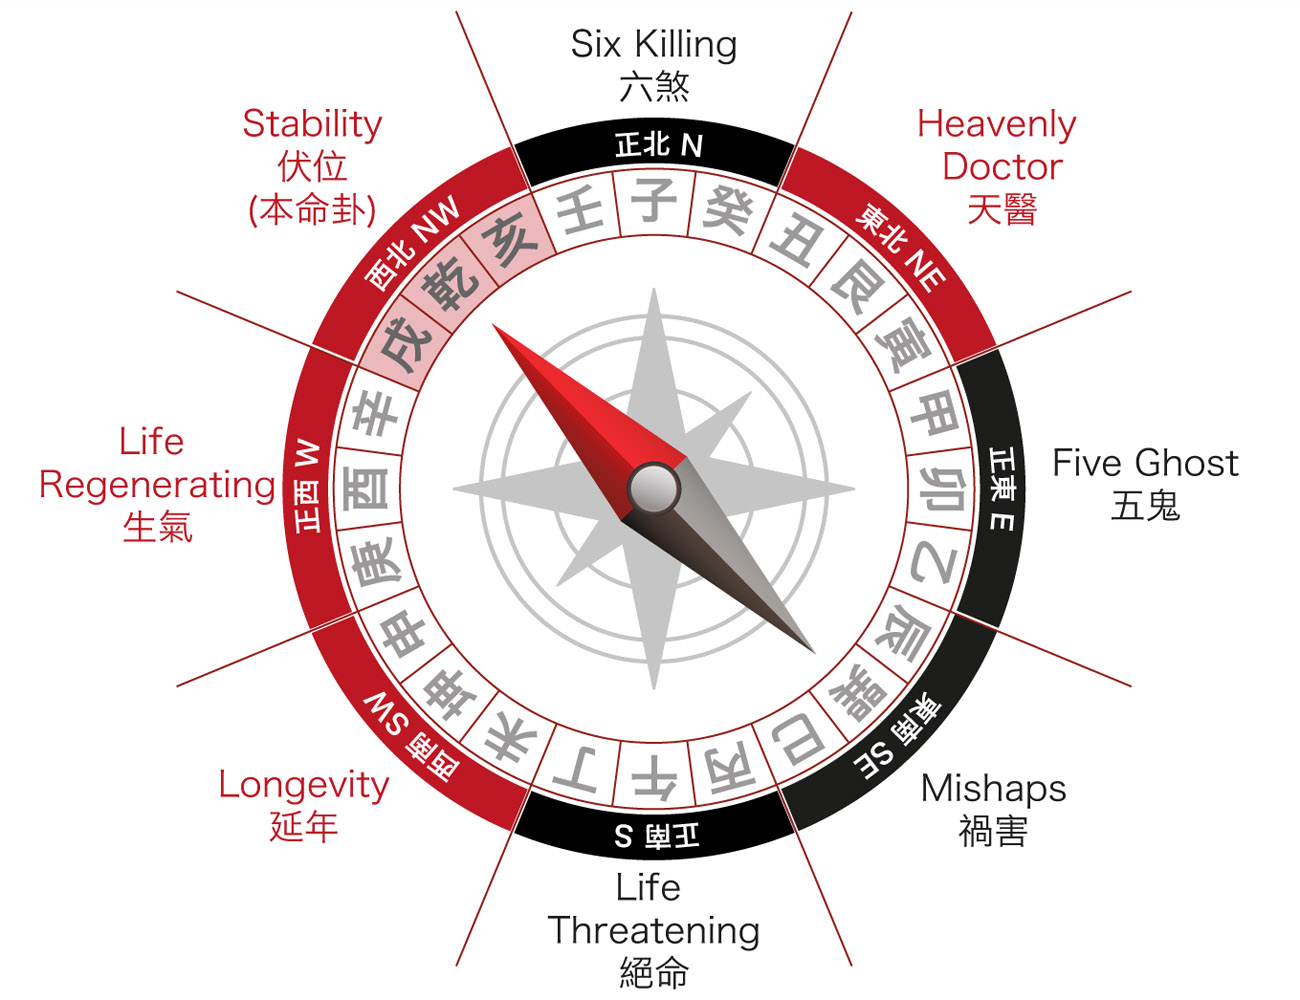 Six Killing
六煞
Heavenly
Doctor
天醫
Five Ghost
五鬼
Mishaps
禍害
Life
Threatening
絕命
Longevity
延年
Life
Regenerating
生氣
Stability
伏位
(本命卦)
正北 N
東北 NE
正東 E
東南 SE
正南 S
西南 SW
正西 W
西北 NW
壬
子
癸
丑
艮
寅
甲
卯
乙
辰
巽
巳
丙
午
丁
未
坤
申
庚
酉
辛
戌
乾
亥